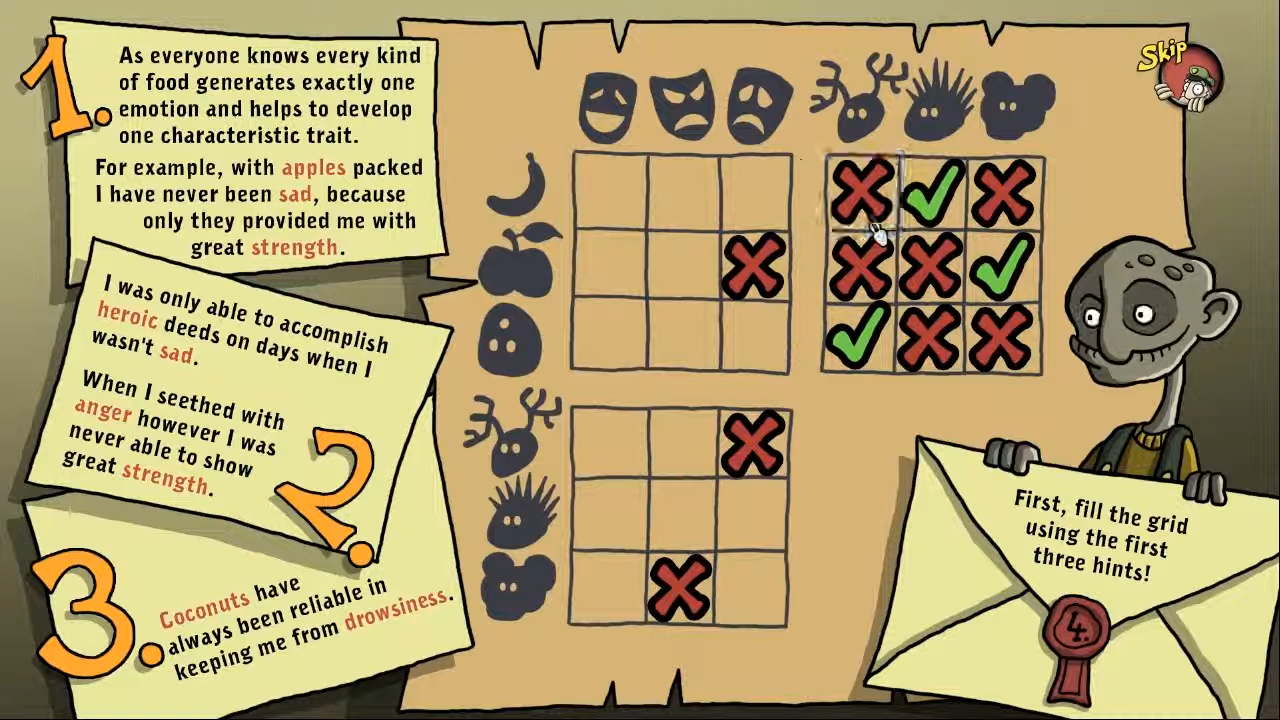 1.
As everyone knows every kind
of food generates exactly one
emotion and helps to develop
one characteristic trait.
For example, with apples packed
I have never been sad, because
only they provided me with
great strength.
I was only able to accomplish
heroic deeds on days when I
wasn't sad.
When I seethed with
anger however I was
never able to show
great strength.
2.
3.
Coconuts have
always been reliable in
keeping me from drowsiness.
Skip
First, fill the grid
using the first
three hints!
4.